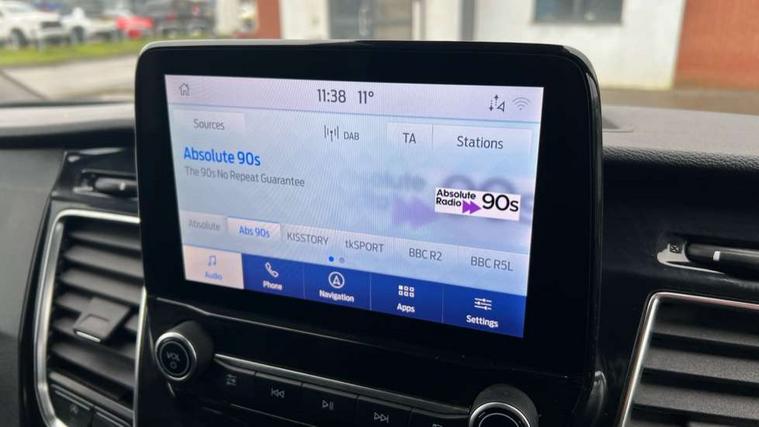 11:38 11°
Sources
DAB
TA
Stations
Absolute 90s
The 90s No Repeat Guarantee
Absolute
Radio 90s
Absolute
Abs 90s
KISSTORY
tkSPORT
BBC R2
BBC R5L
Audio
Phone
Navigation
Apps
Settings
VOL